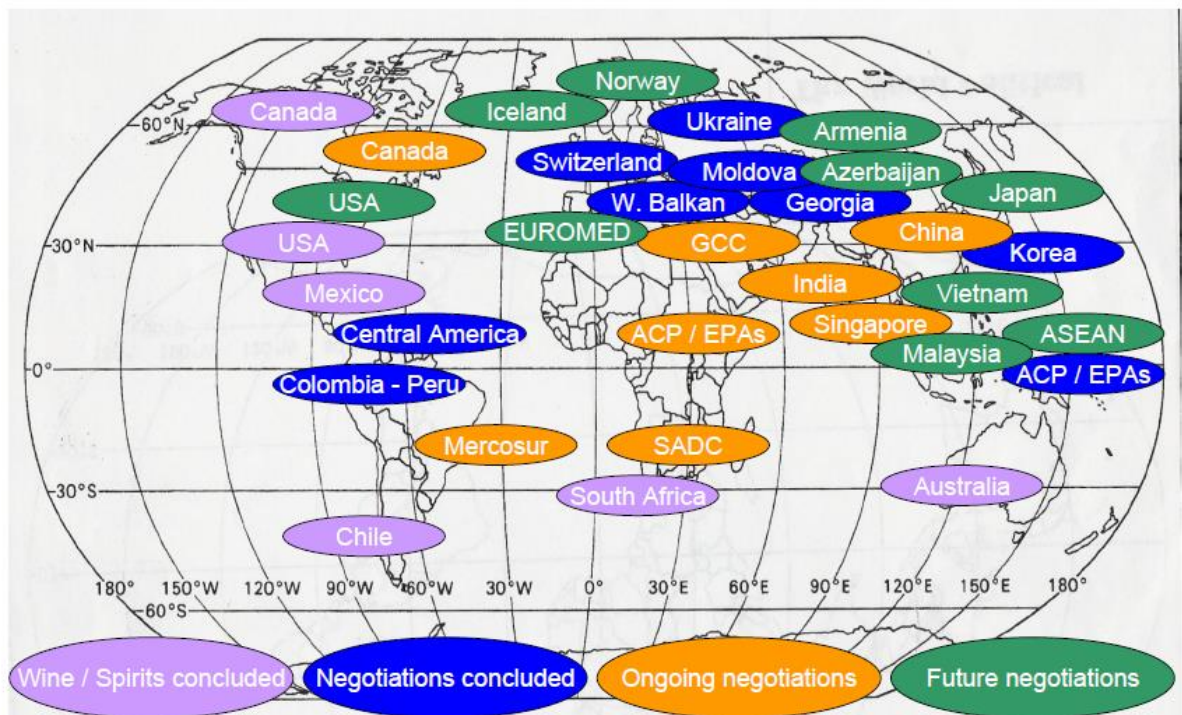 Norway
Canada
Iceland
60°N
Ukraine
Armenia
Canada
Switzerland
Moldova
Azerbaijan
Japan
USA
W. Balkan
Georgia
EUROMED
China
USA
30°N
GCC
Korea
India
Mexico
Vietnam
Singapore
Central America
ACP / EPAs
ASEAN
Malaysia
0°
ACP / EPAs
Colombia - Peru
Mercosur
SADC
30°S
South Africa
Australia
Chile
180° 150°W 120°W 90°W 60°W 30°W 0° 30°E 60°E 90°E 120°E 150°E 180°
60°S
Wine / Spirits concluded
Negotiations concluded
Ongoing negotiations
Future negotiations